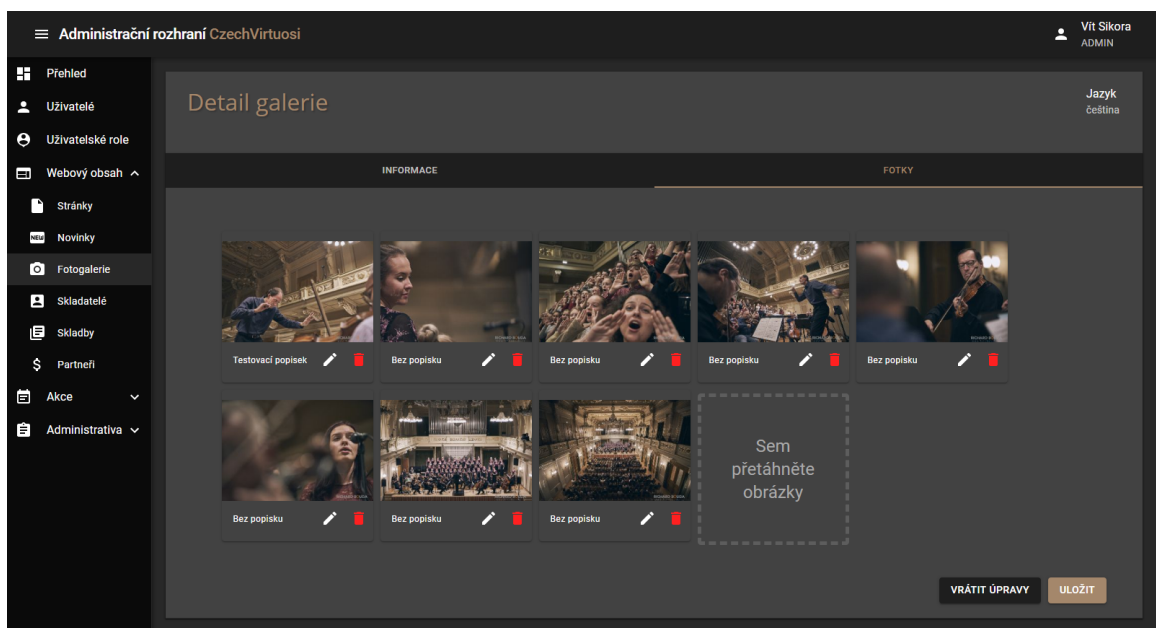 Administrační rozhraní CzechVirtuosi
Vít Sikora
ADMIN
Přehled
Uživatelé
Uživatelské role
Webový obsah
Stránky
NEW Novinky
Fotogalerie
Skladatelé
Skladby
Partneři
Akce
Administrativa
Detail galerie
Jazyk
čeština
INFORMACE
FOTKY
Testovací popisek
Bez popisku
Bez popisku
Bez popisku
Bez popisku
Bez popisku
Bez popisku
Bez popisku
Sem
přetáhněte
obrázky
VRÁTIT ÚPRAVY
ULOŽIT